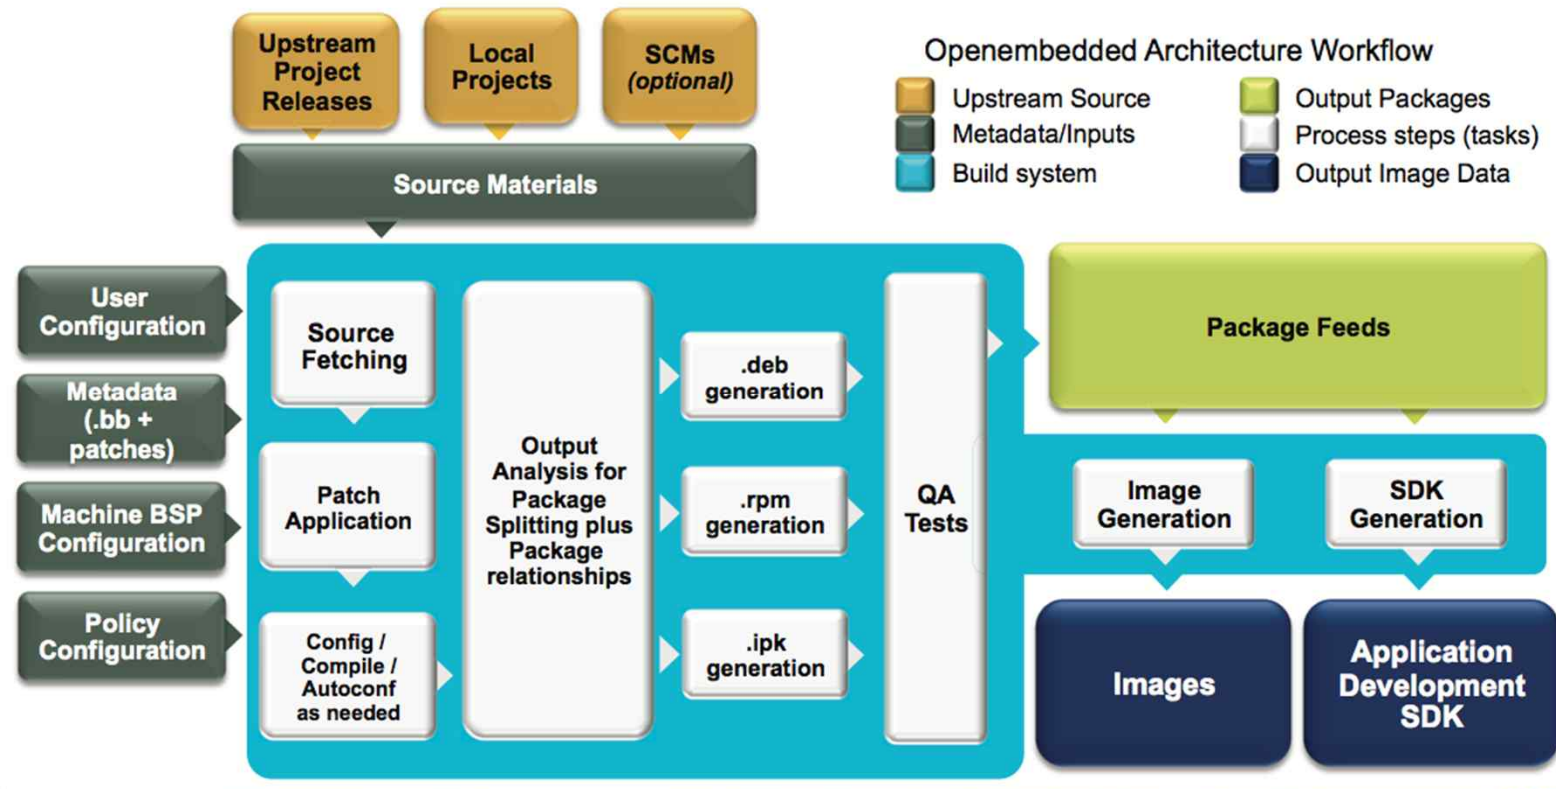 Upstream
Project
Releases
Local
Projects
SCMs
(optional)
Openembedded Architecture Workflow
Upstream Source
Metadata/Inputs
Build system
Output Packages
Process steps (tasks)
Output Image Data
Source Materials
User
Configuration
Metadata
(.bb +
patches)
Machine BSP
Configuration
Policy
Configuration
Source
Fetching
Patch
Application
Config /
Compile /
Autoconf
as needed
Output
Analysis for
Package
Splitting plus
Package
relationships
.deb
generation
.rpm
generation
.ipk
generation
QA
Tests
Package Feeds
Image
Generation
SDK
Generation
Images
Application
Development
SDK